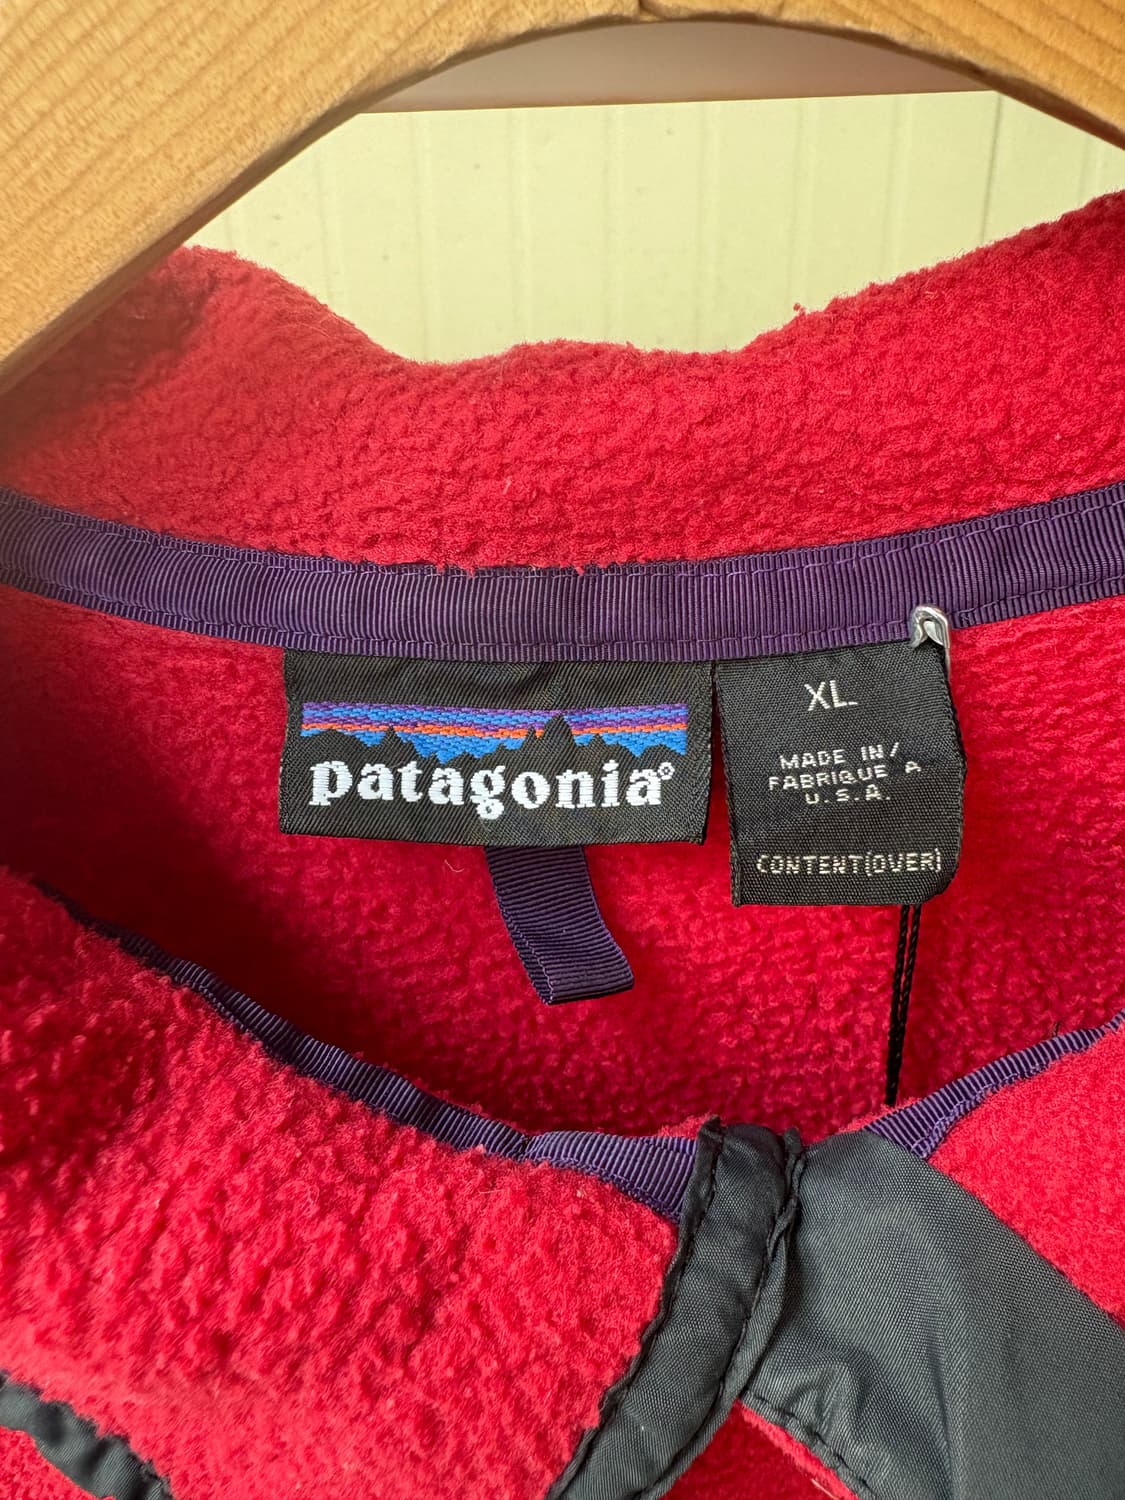 patagonia®
XL
MADE IN/
FABRIQUE A
U.S.A.
CONTENT(OVER)